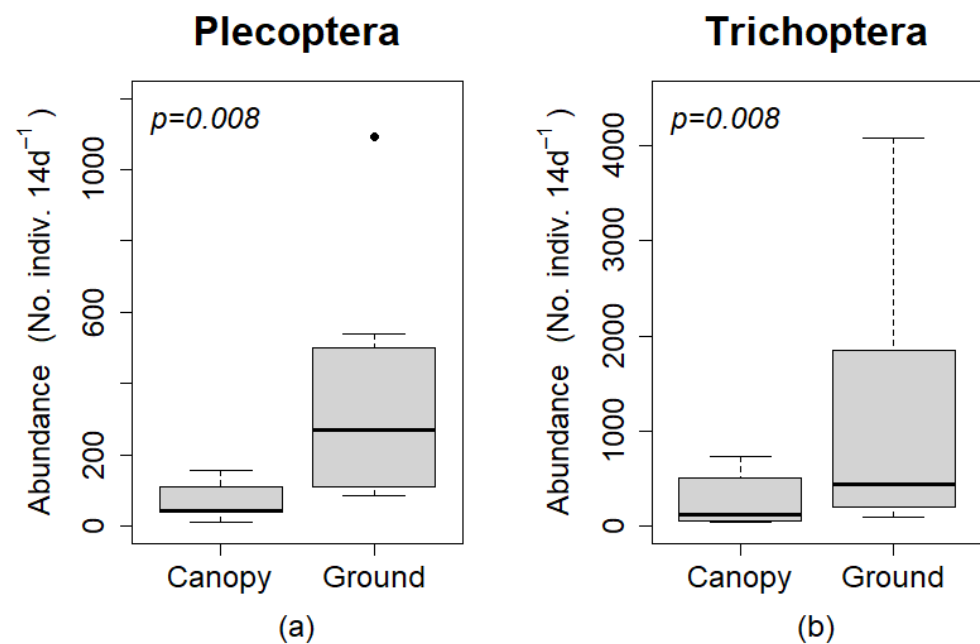 Plecoptera
p=0.008
Abundance (No. indiv. 14d⁻¹ )
1000
600
200
0
Canopy Ground
(a)
Trichoptera
p=0.008
Abundance (No. indiv. 14d⁻¹ )
4000
3000
2000
1000
0
Canopy Ground
(b)